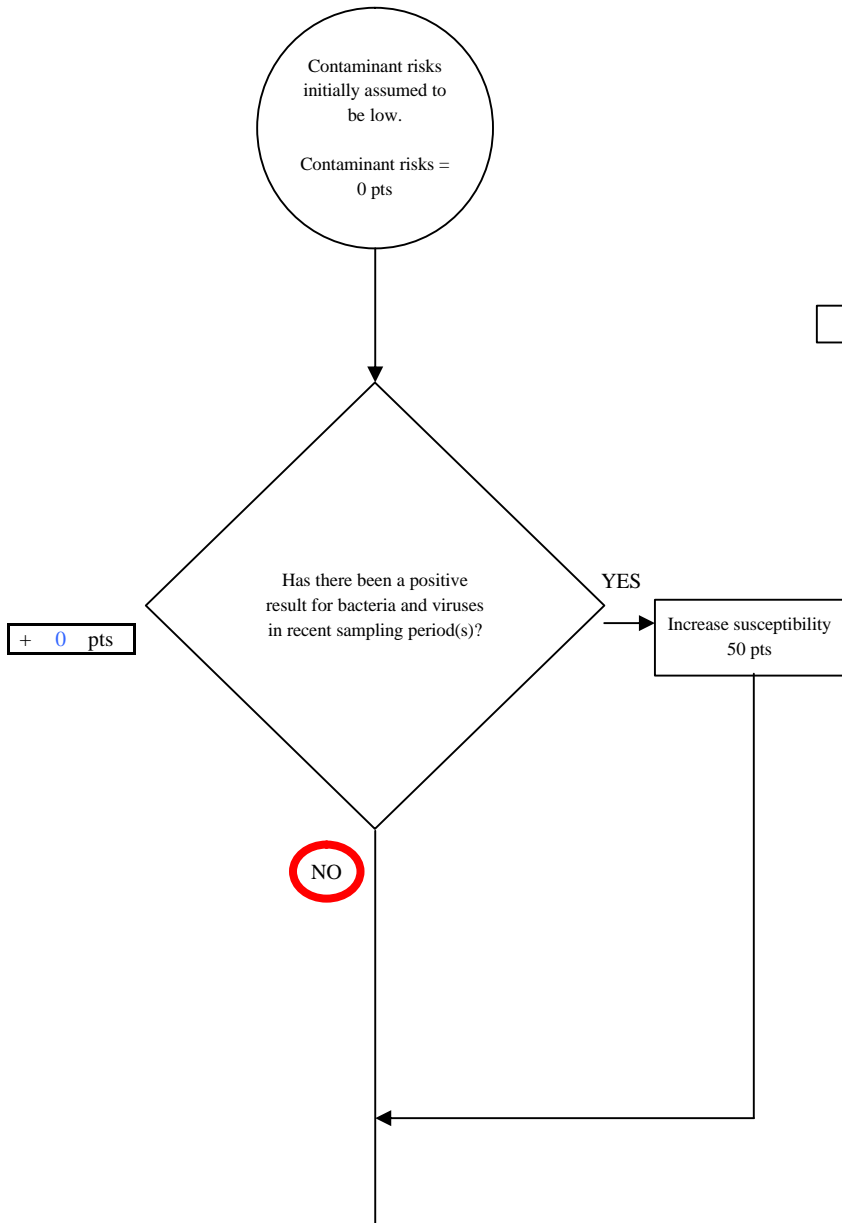 Contaminant risks
initially assumed to
be low.
Contaminant risks =
0 pts
Has there been a positive
result for bacteria and viruses
in recent sampling period(s)?
YES
+ 0 pts
Increase susceptibility
50 pts
NO